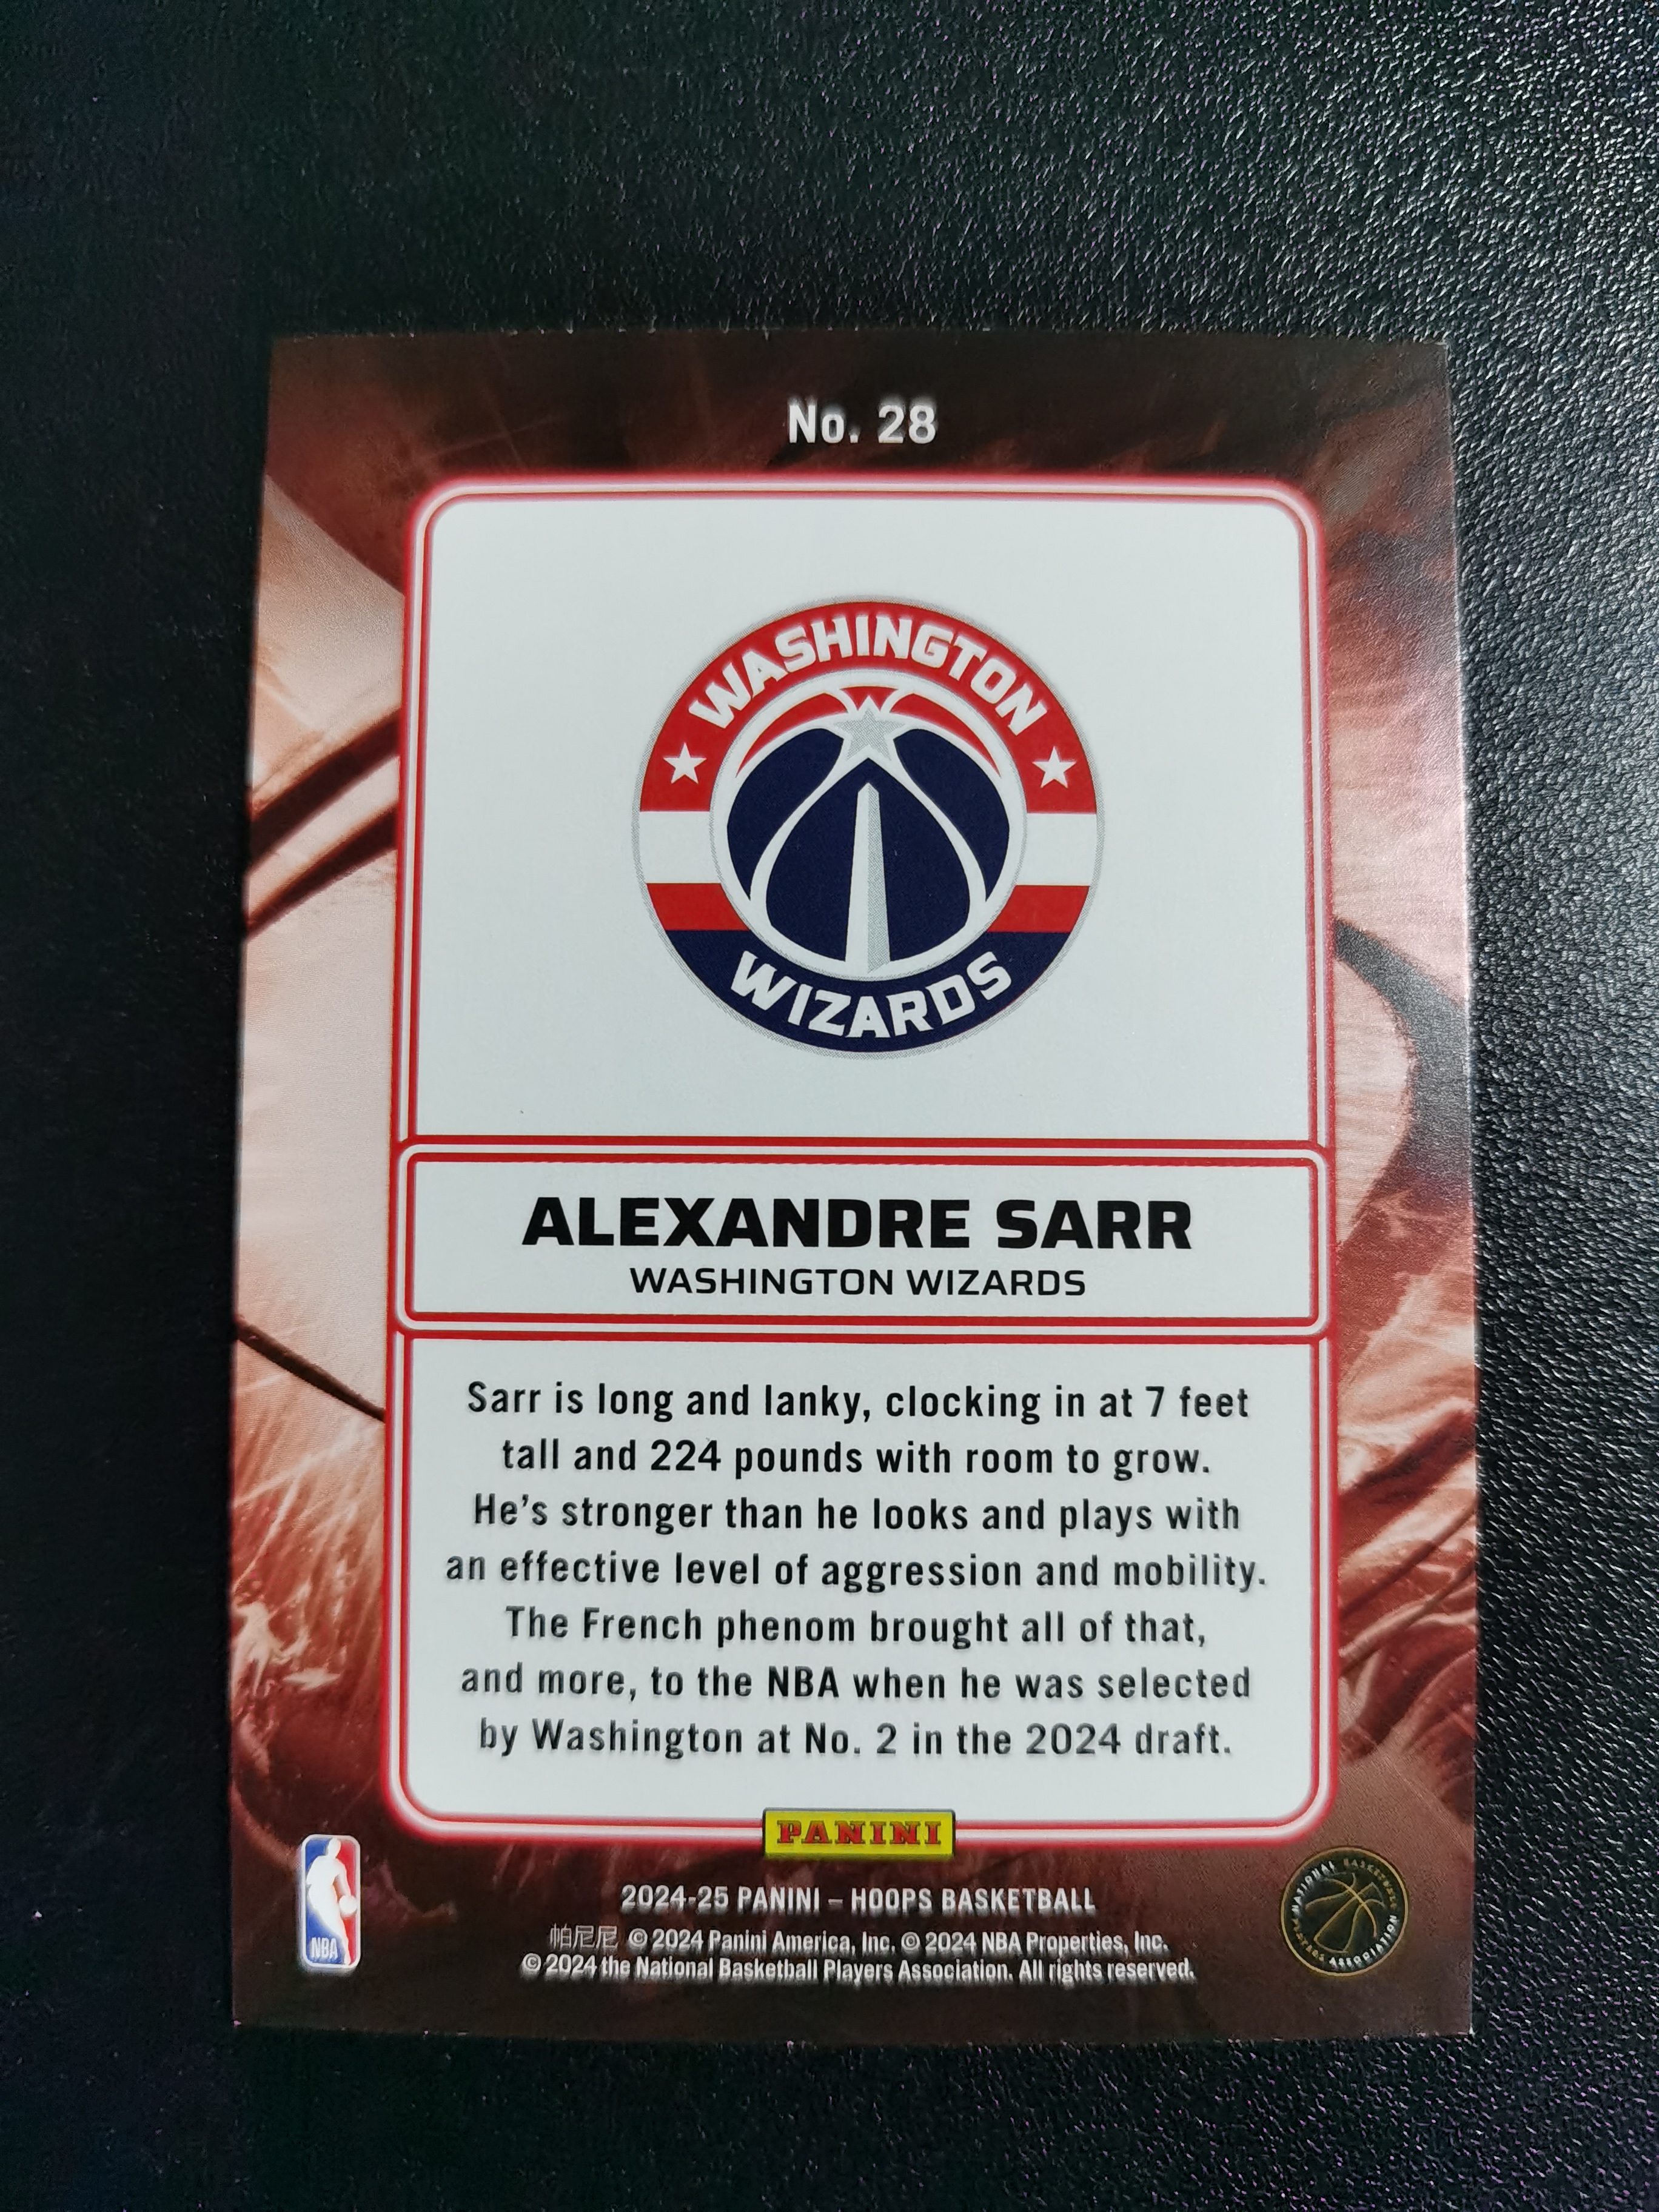 No. 28
WASHINGTON
WIZARDS
ALEXANDRE SARR
WASHINGTON WIZARDS
Sarr is long and lanky, clocking in at 7 feet
tall and 224 pounds with room to grow.
He's stronger than he looks and plays with
an effective level of aggression and mobility.
The French phenom brought all of that,
and more, to the NBA when he was selected
by Washington at No. 2 in the 2024 draft.
PANINI
NBA
2024-25 PANINI – HOOPS BASKETBALL
帕尼尼 © 2024 Panini America, Inc. © 2024 NBA Properties, Inc.
© 2024 the National Basketball Players Association. All rights reserved.
NATIONAL BASKETBALL
PLAYERS ASSOCIATION